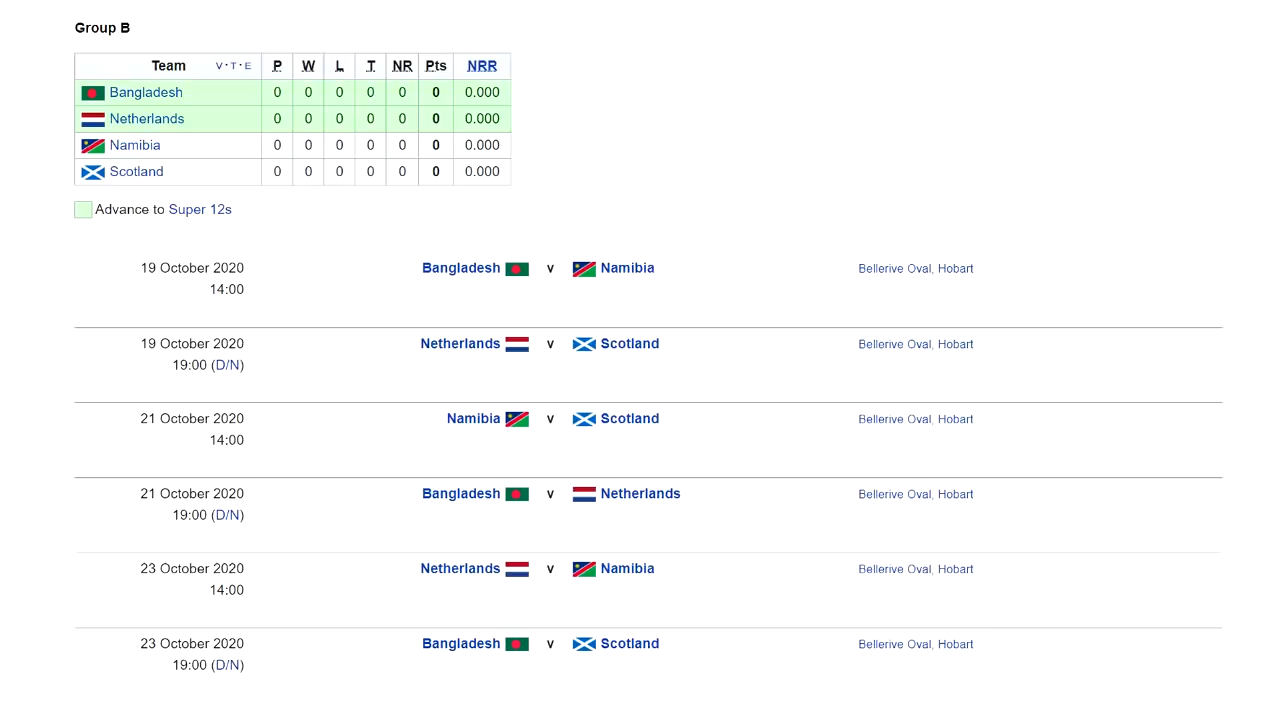 Group B
Team V·T·E P W L T NR Pts NRR
Bangladesh 0 0 0 0 0 0 0.000
Netherlands 0 0 0 0 0 0 0.000
Namibia 0 0 0 0 0 0 0.000
Scotland 0 0 0 0 0 0 0.000
Advance to Super 12s
19 October 2020 Bangladesh v Namibia Bellerive Oval, Hobart
14:00
19 October 2020 Netherlands v Scotland Bellerive Oval, Hobart
19:00 (D/N)
21 October 2020 Namibia v Scotland Bellerive Oval, Hobart
14:00
21 October 2020 Bangladesh v Netherlands Bellerive Oval, Hobart
19:00 (D/N)
23 October 2020 Netherlands v Namibia Bellerive Oval, Hobart
14:00
23 October 2020 Bangladesh v Scotland Bellerive Oval, Hobart
19:00 (D/N)